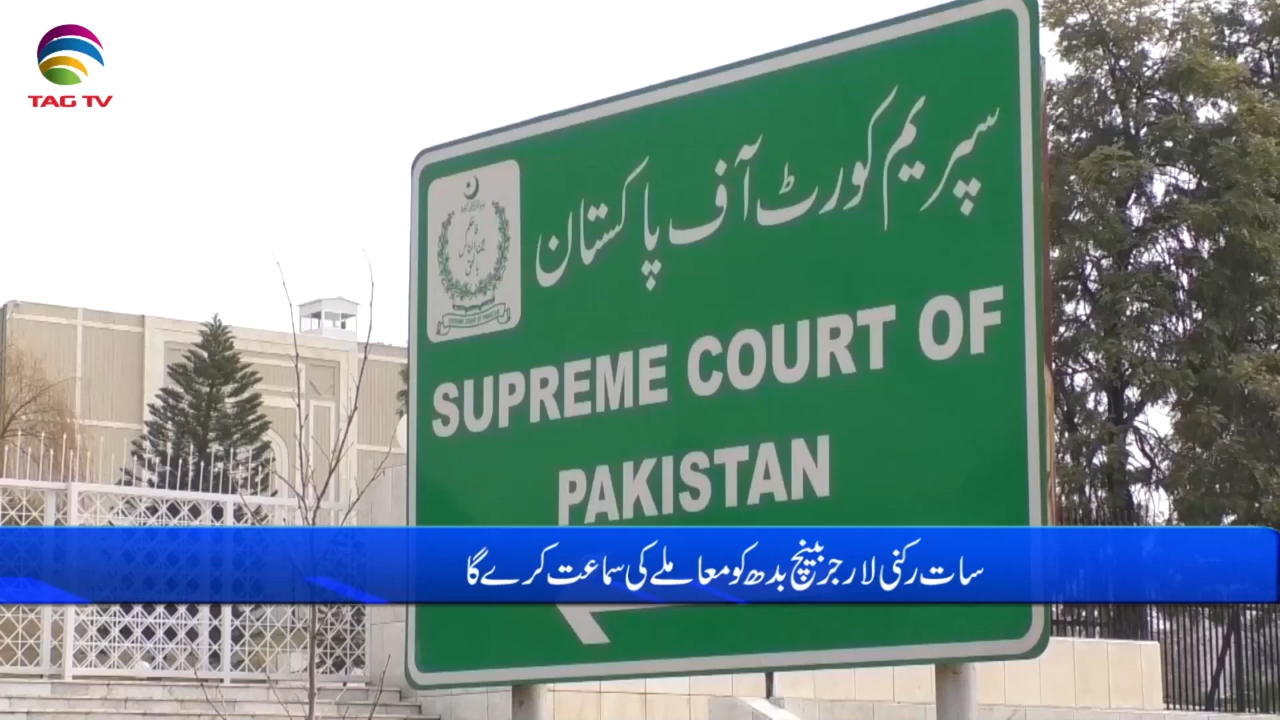 TAG TV
سپریم کورٹ آف پاکستان
SUPREME COURT OF
PAKISTAN
سات رکنی لارجر بینچ بدھ کو معاملے کی سماعت کرے گا